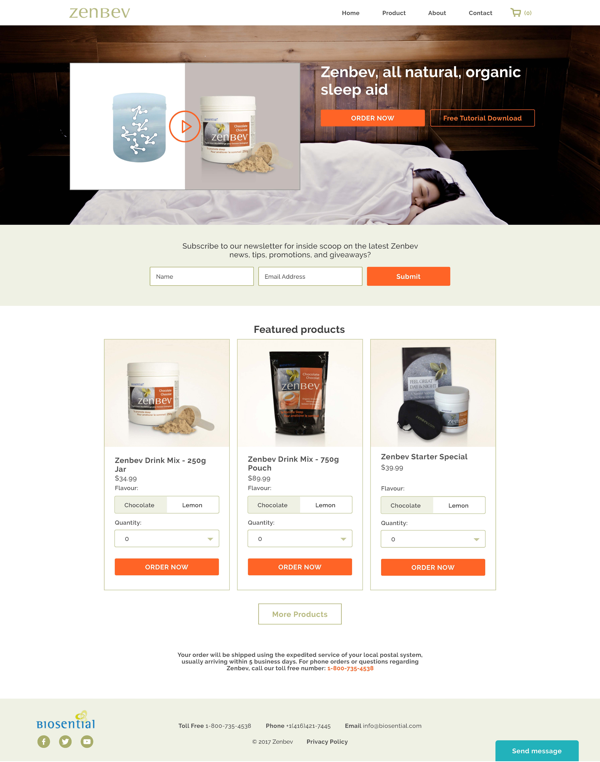 ZENBEV
Home Product About Contact (0)
Zenbev, all natural, organic
sleep aid
ORDER NOW Free Tutorial Download
zenbev
Subscribe to our newsletter for inside scoop on the latest Zenbev
news, tips, promotions, and giveaways?
Name Email Address Submit
Featured products
zenbev
zenbev
Zenbev Drink Mix - 250g
Jar
$34.99
Flavour:
Chocolate Lemon
Quantity:
0
ORDER NOW
Zenbev Drink Mix - 750g
Pouch
$89.99
Flavour:
Chocolate Lemon
Quantity:
0
ORDER NOW
Zenbev Starter Special
$39.99
Flavour:
Chocolate Lemon
Quantity:
0
ORDER NOW
More Products
Your order will be shipped using the expedited service of your local postal system,
usually arriving within 5 business days. For phone orders or questions regarding
Zenbev, call our toll free number: 1-800-735-4538
BIOSENTIAL
Toll Free 1-800-735-4538 Phone +1(416)421-7445 Email info@biosential.com
© 2017 Zenbev Privacy Policy
Send message